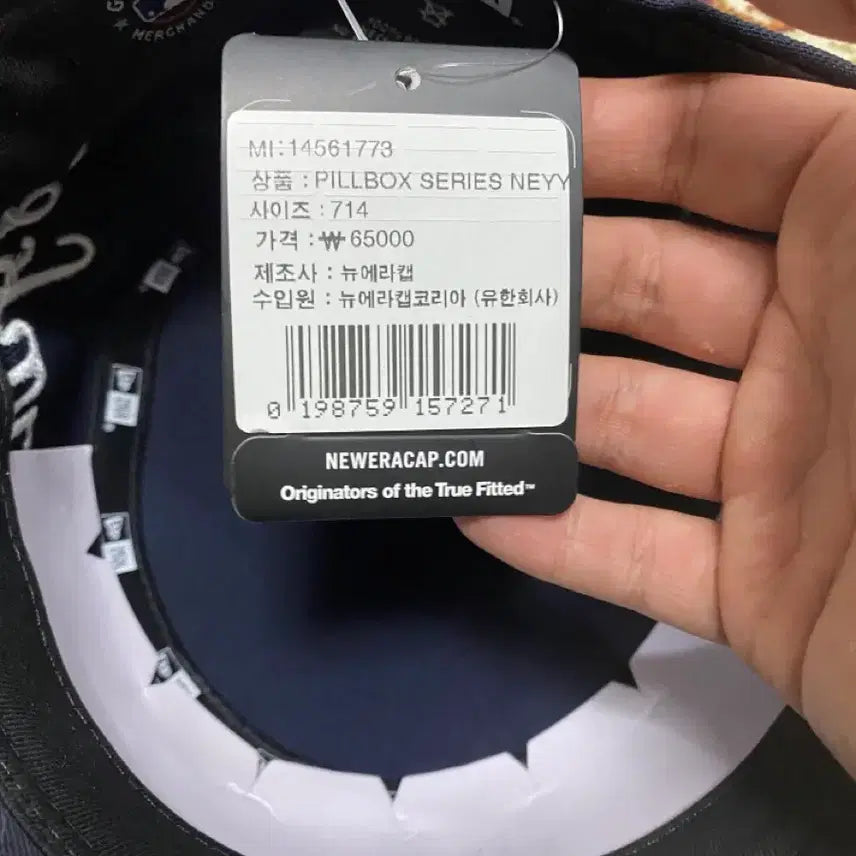 MERCHAND
MI:14561773
상품 : PILLBOX SERIES NEYY
사이즈 : 714
가격 : ₩ 65000
제조사 : 뉴에라캡
수입원 : 뉴에라캡코리아 (유한회사)
0 198759 157271
NEWERACAP.COM
Originators of the True Fitted™